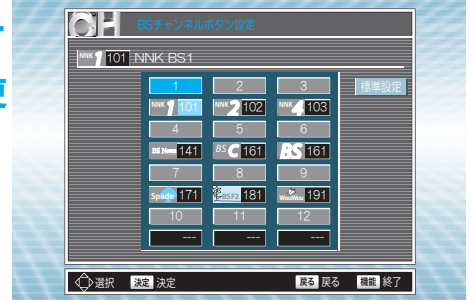 BSチャンネルボタン設定
NNK 1 101 NNK BS1
1 2 3 標準設定
NNK 1 101 NNK 2 102 NNK 4 103
4 5 6
BS News 141 BS C 161 BS 161
7 8 9
Spade 171 BSF2 181 WouWou 191
10 11 12
--- --- ---
選択 決定 決定 戻る 戻る 機能 終了